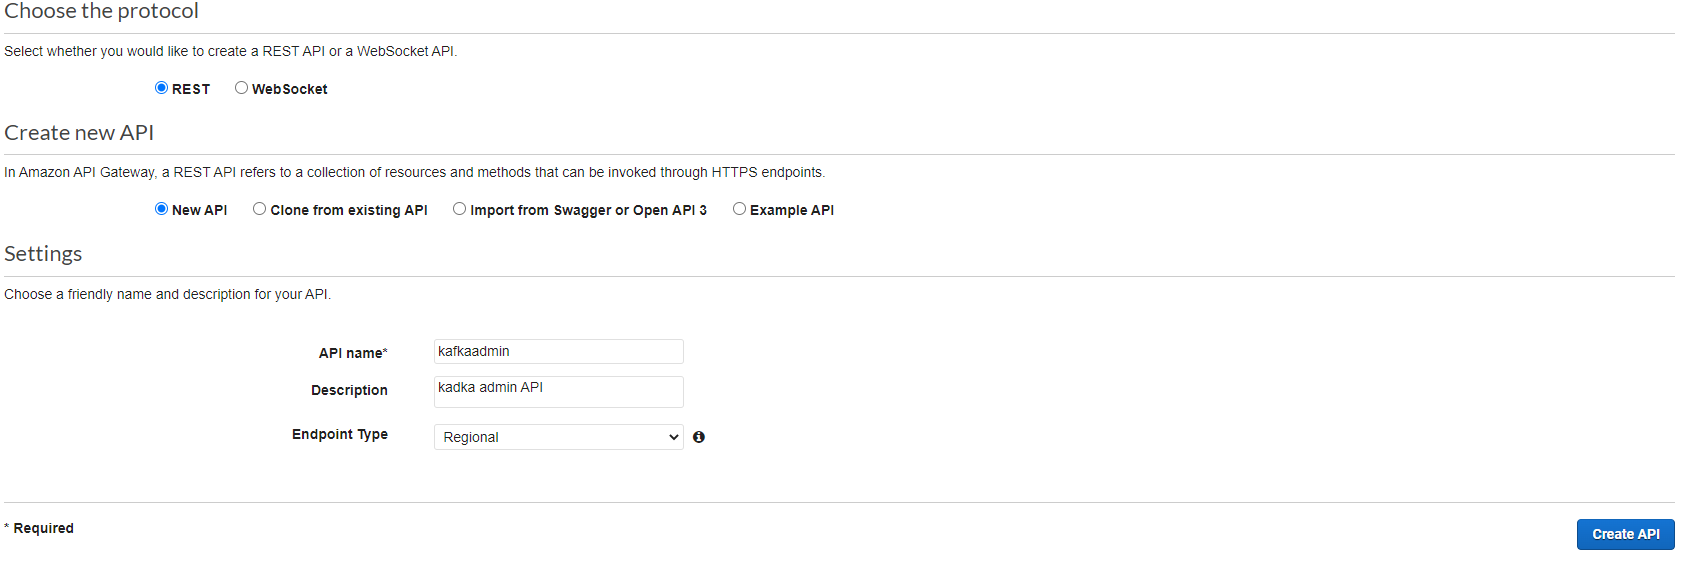 Choose the protocol
Select whether you would like to create a REST API or a WebSocket API.
REST WebSocket
Create new API
In Amazon API Gateway, a REST API refers to a collection of resources and methods that can be invoked through HTTPS endpoints.
New API Clone from existing API Import from Swagger or Open API 3 Example API
Settings
Choose a friendly name and description for your API.
API name* kafkaadmin
Description kadka admin API
Endpoint Type Regional
* Required
Create API